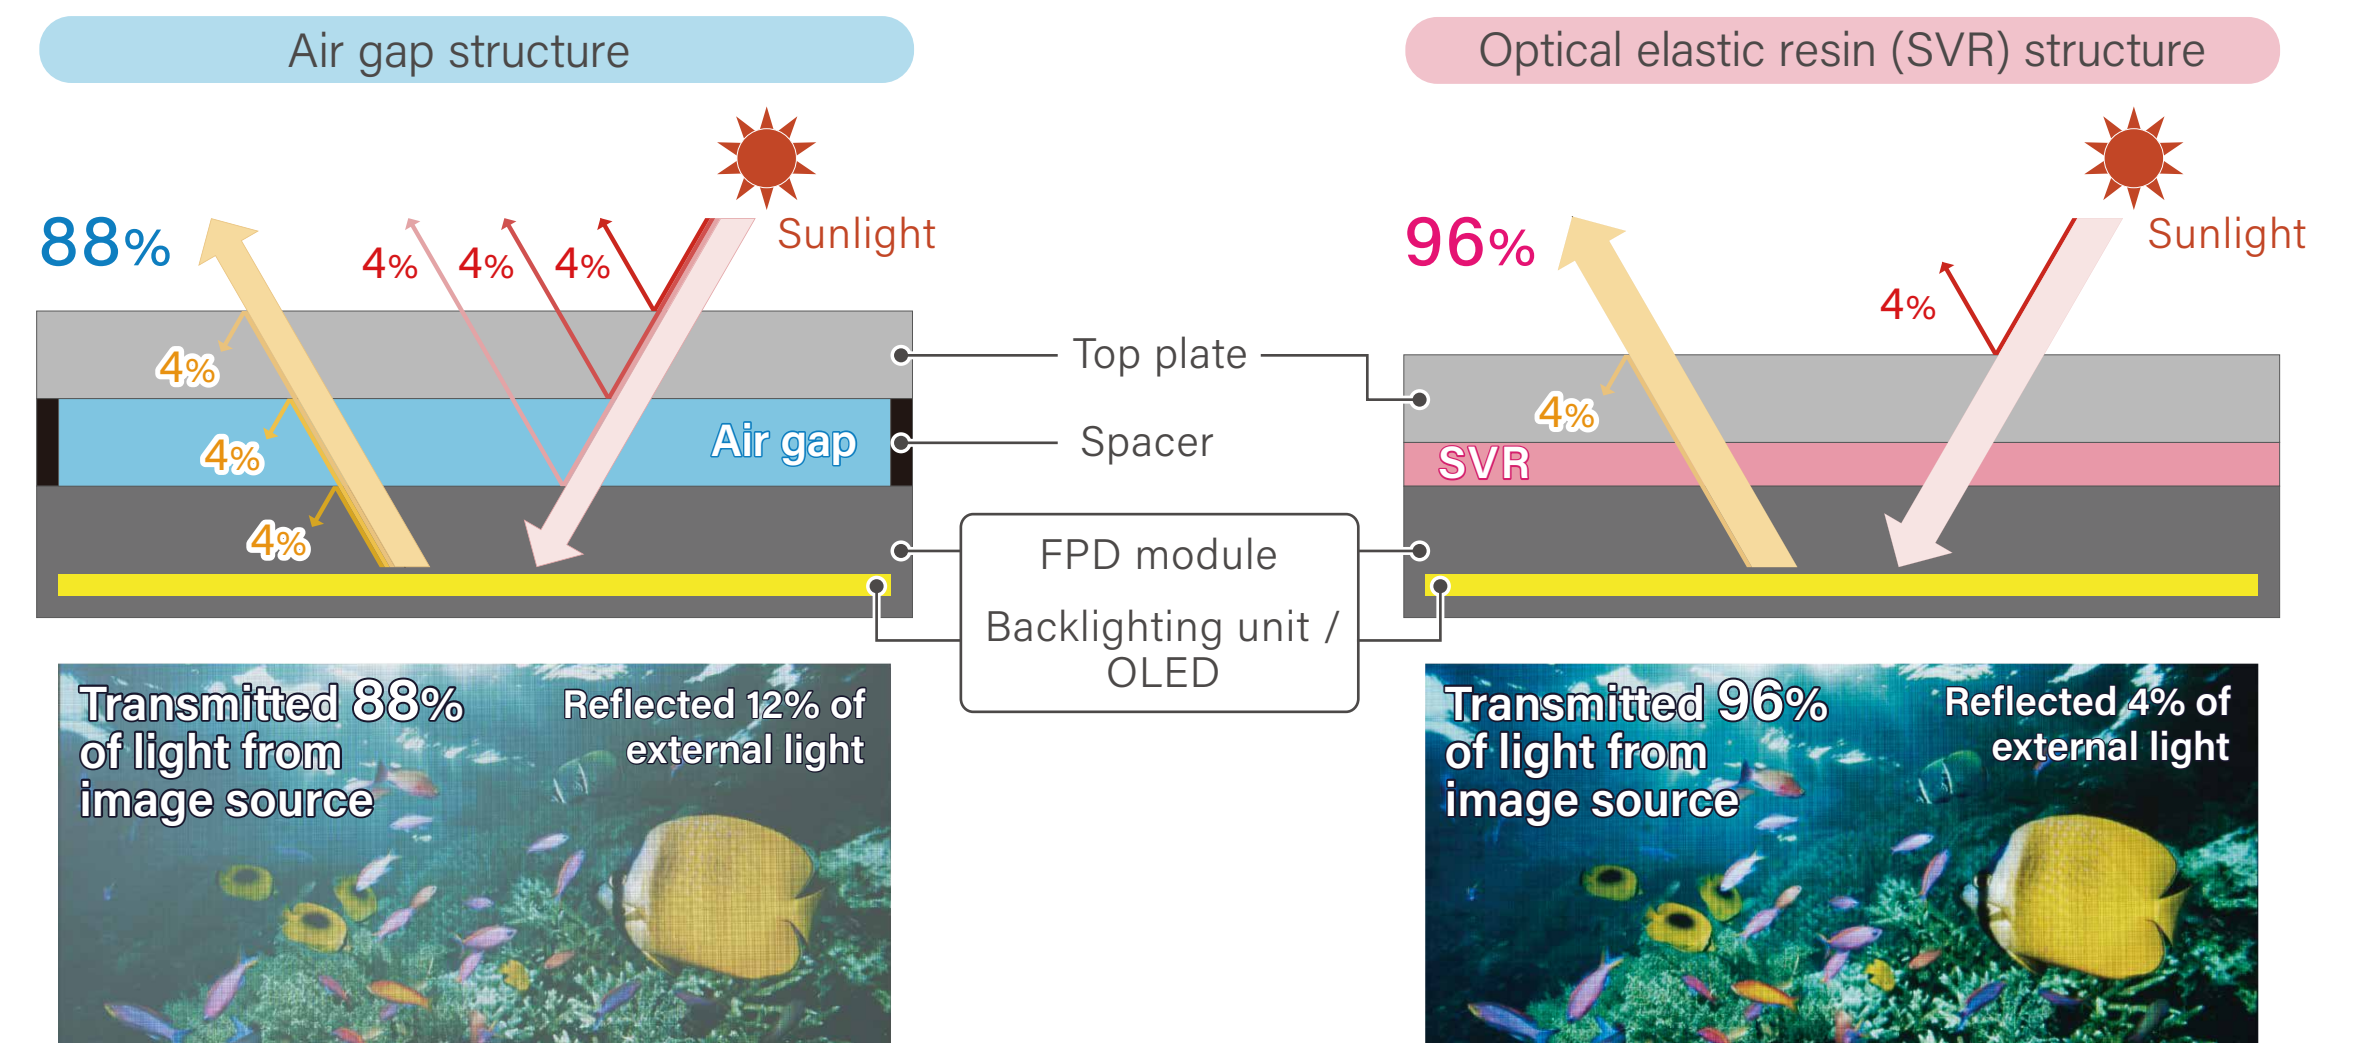 Air gap structure
Optical elastic resin (SVR) structure
88%
4%
4%
4%
Sunlight
4%
4%
4%
Air gap
Top plate
Spacer
FPD module
Backlighting unit /
OLED
96%
4%
Sunlight
4%
SVR
Transmitted 88%
of light from
image source
Reflected 12% of
external light
Transmitted 96%
of light from
image source
Reflected 4% of
external light